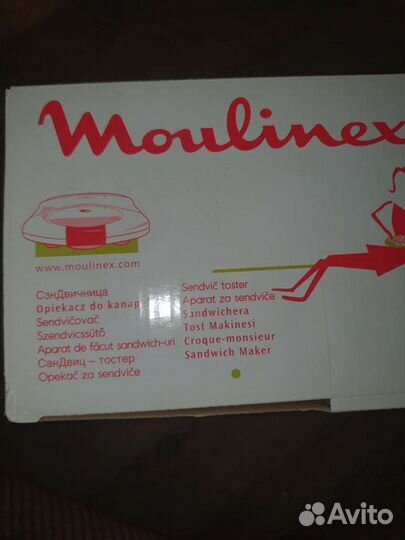 Moulinex
www.moulinex.com
СэнДвичница
Opiekacz do kanap
Sendvičovač
Szendvicssütő
Aparat de făcut sandwich-uri
СанДвиц – тостер
Opekač za sendviče
Sendvič toster
Aparat za sendviče
Sandwichera
Tost Makinesi
Croque-monsieur
Sandwich Maker
Avito